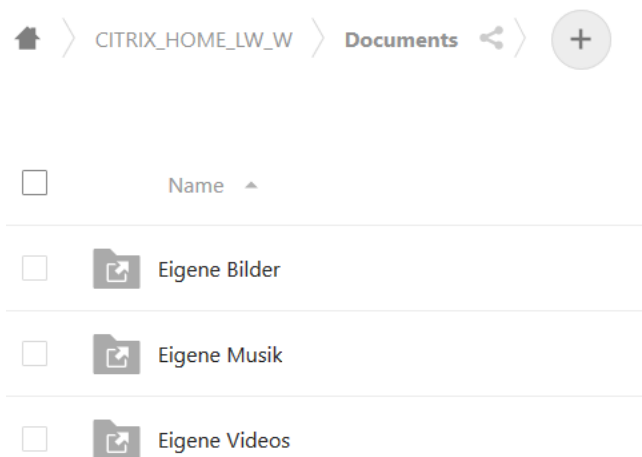 CITRIX_HOME_LW_W Documents +
Name
Eigene Bilder
Eigene Musik
Eigene Videos